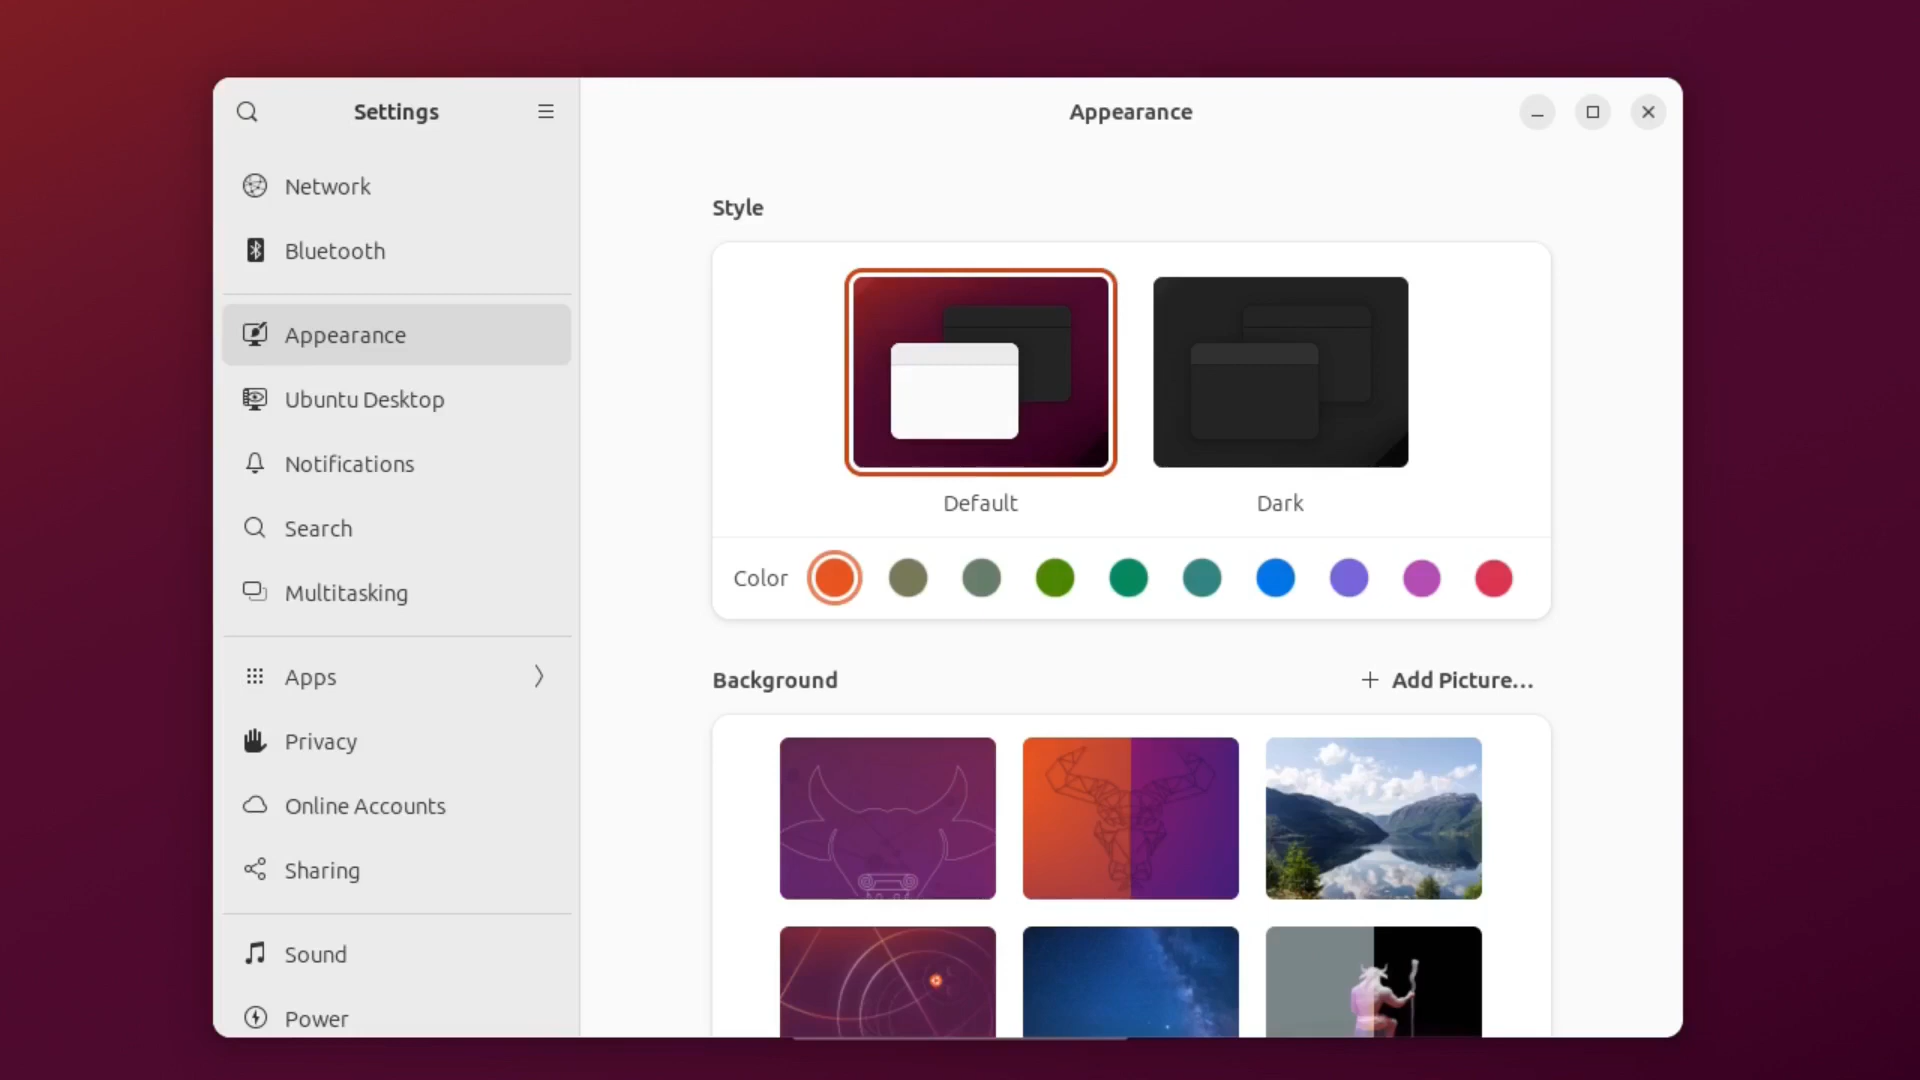 Settings
Appearance
Network
Bluetooth
Appearance
Ubuntu Desktop
Notifications
Search
Multitasking
Apps
Privacy
Online Accounts
Sharing
Sound
Power
Style
Default
Dark
Color
Background
Add Picture...